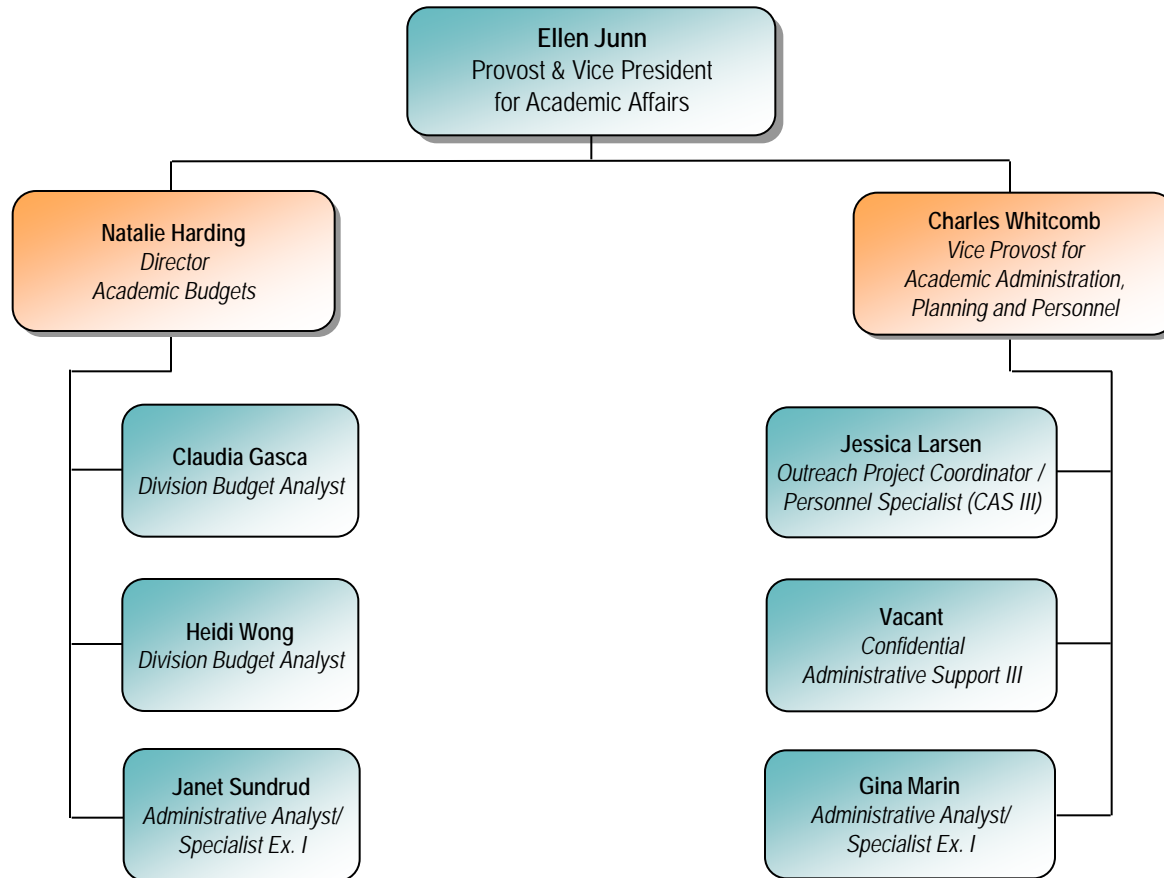 Ellen Junn
Provost & Vice President
for Academic Affairs
Natalie Harding
Director
Academic Budgets
Charles Whitcomb
Vice Provost for
Academic Administration,
Planning and Personnel
Claudia Gasca
Division Budget Analyst
Heidi Wong
Division Budget Analyst
Janet Sundrud
Administrative Analyst/
Specialist Ex. I
Jessica Larsen
Outreach Project Coordinator /
Personnel Specialist (CAS III)
Vacant
Confidential
Administrative Support III
Gina Marin
Administrative Analyst/
Specialist Ex. I